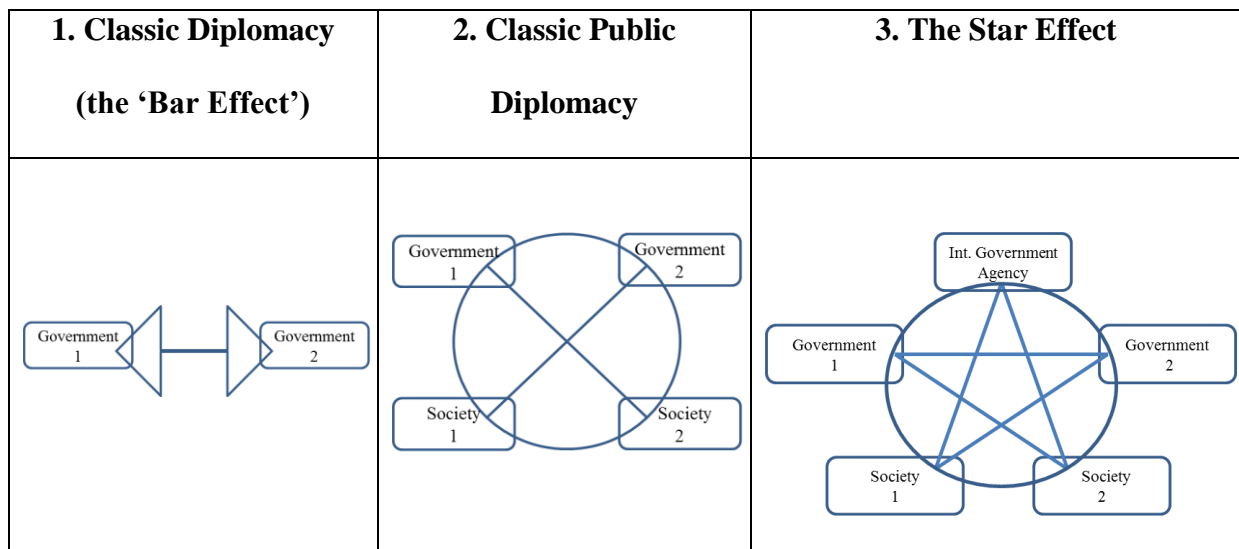 1. Classic Diplomacy
(the ‘Bar Effect’)
2. Classic Public
Diplomacy
3. The Star Effect
Government
1
Government
2
Government
1
Government
2
Society
1
Society
2
Int. Government
Agency
Government
1
Government
2
Society
1
Society
2